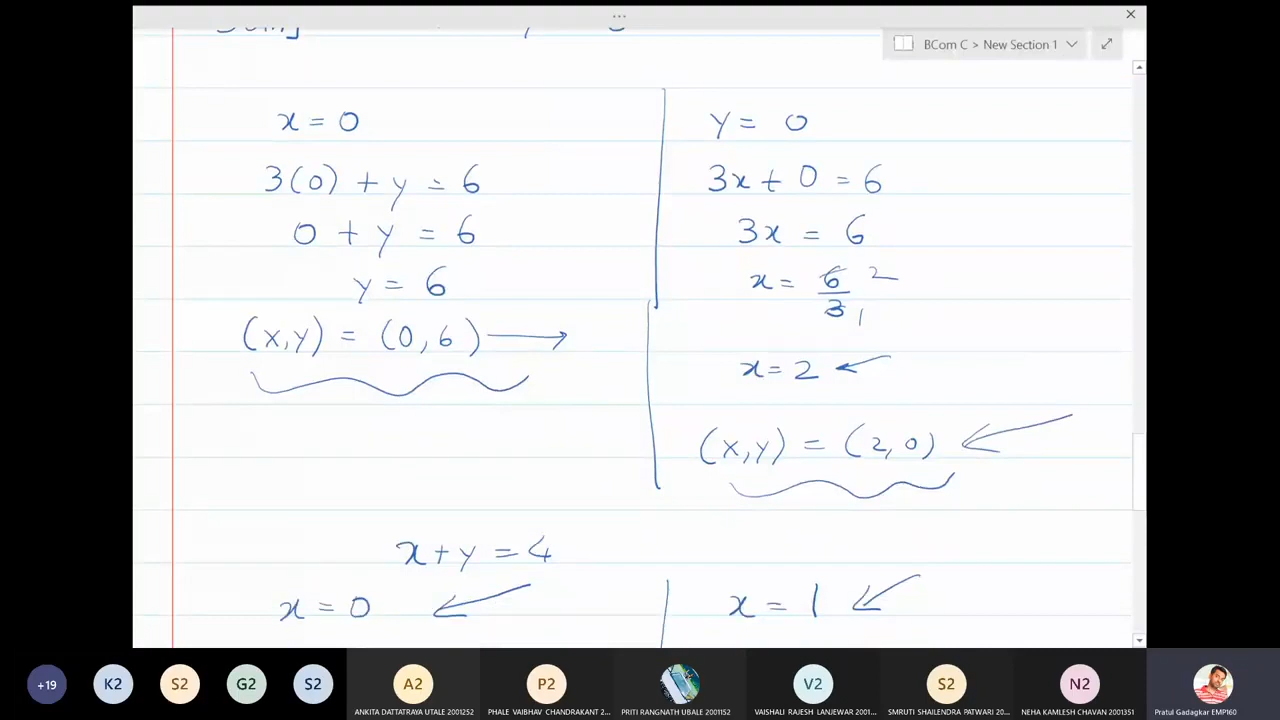 BCom C > New Section 1
x = 0
3(0) + y = 6
0 + y = 6
y = 6
(x,y) = (0,6)
y = 0
3x + 0 = 6
3x = 6
x = 6/3 2 1
x = 2
(x,y) = (2,0)
x + y = 4
x = 0
x = 1
+19
K2
S2
G2
S2
A2
P2
V2
S2
N2
ANKITA DATTATRAYA UTALE 2001252
PHALE VAIBHAV CHANDRAKANT 2...
PRITI RANGNATH UBALE 2001152
VAISHALI RAJESH LANJEWAR 2001...
SMRUTI SHAILENDRA PATWARI 20...
NEHA KAMLESH CHAVAN 2001351
Pratul Gadagkar EMP160